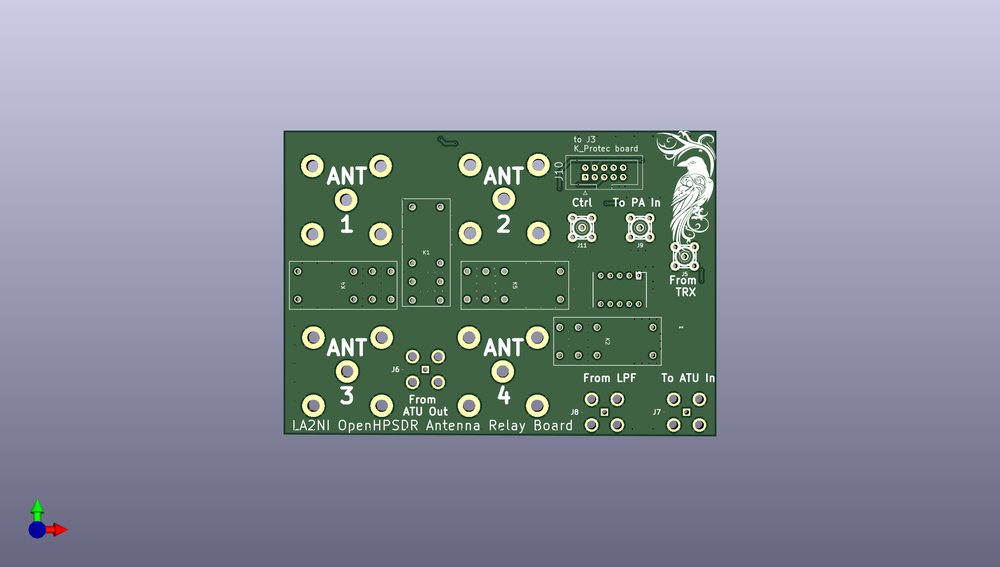 to J3
K_Protec board
J10
ANT
1
ANT
2
Ctrl
To PA In
J11
J9
J5
From
TRX
K1
K4
K5
K2
ANT
3
ANT
4
J6
From
ATU Out
From LPF
To ATU In
J8
J7
LA2NI OpenHPSDR Antenna Relay Board